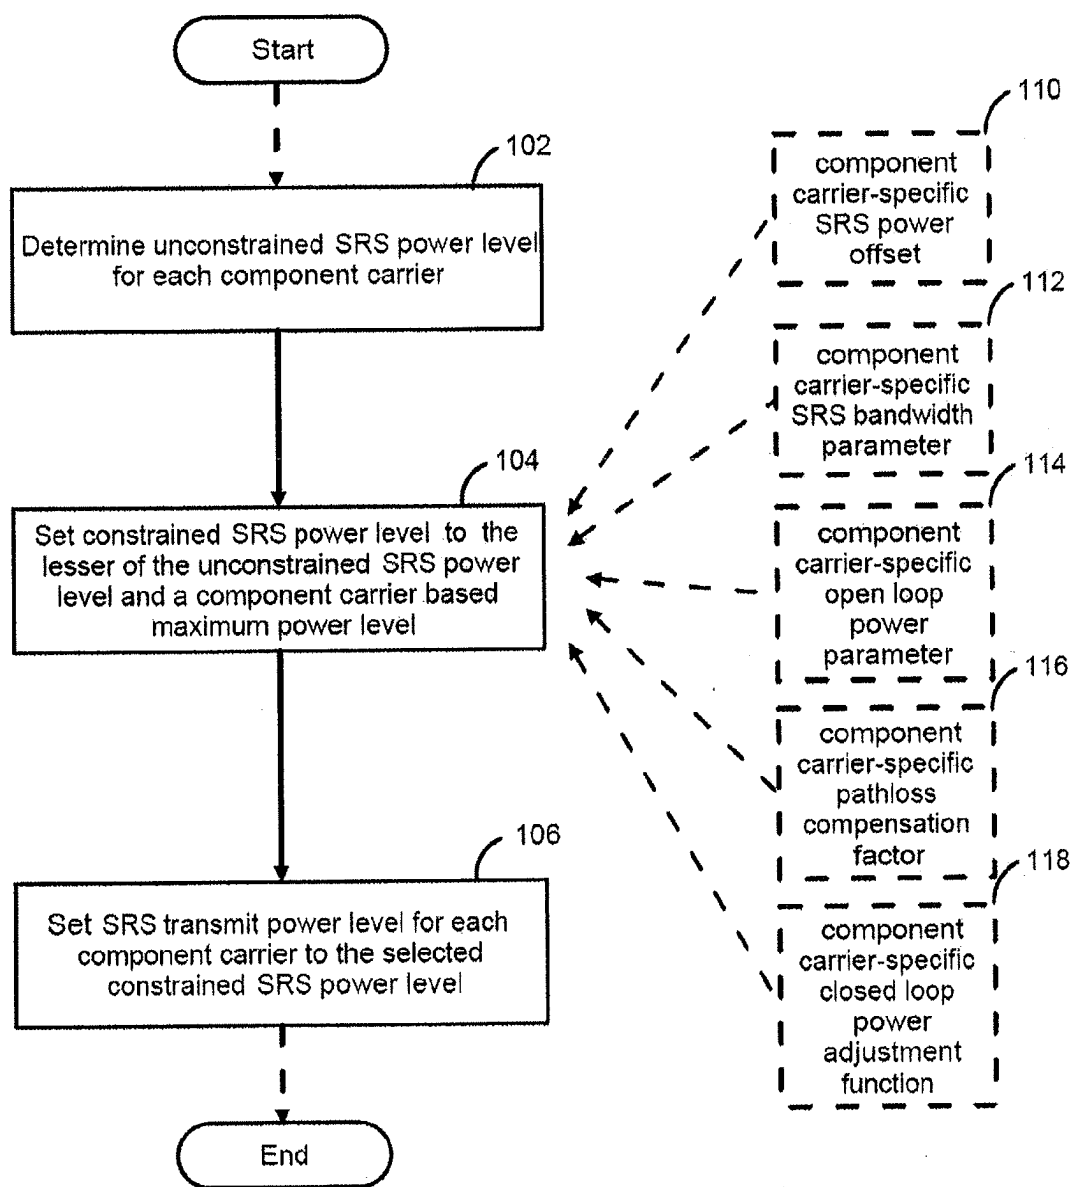 Start
102
Determine unconstrained SRS power level
for each component carrier
104
Set constrained SRS power level to the
lesser of the unconstrained SRS power
level and a component carrier based
maximum power level
106
Set SRS transmit power level for each
component carrier to the selected
constrained SRS power level
End
110
component
carrier-specific
SRS power
offset
112
component
carrier-specific
SRS bandwidth
parameter
114
component
carrier-specific
open loop
power
parameter
116
component
carrier-specific
pathloss
compensation
factor
118
component
carrier-specific
closed loop
power
adjustment
function